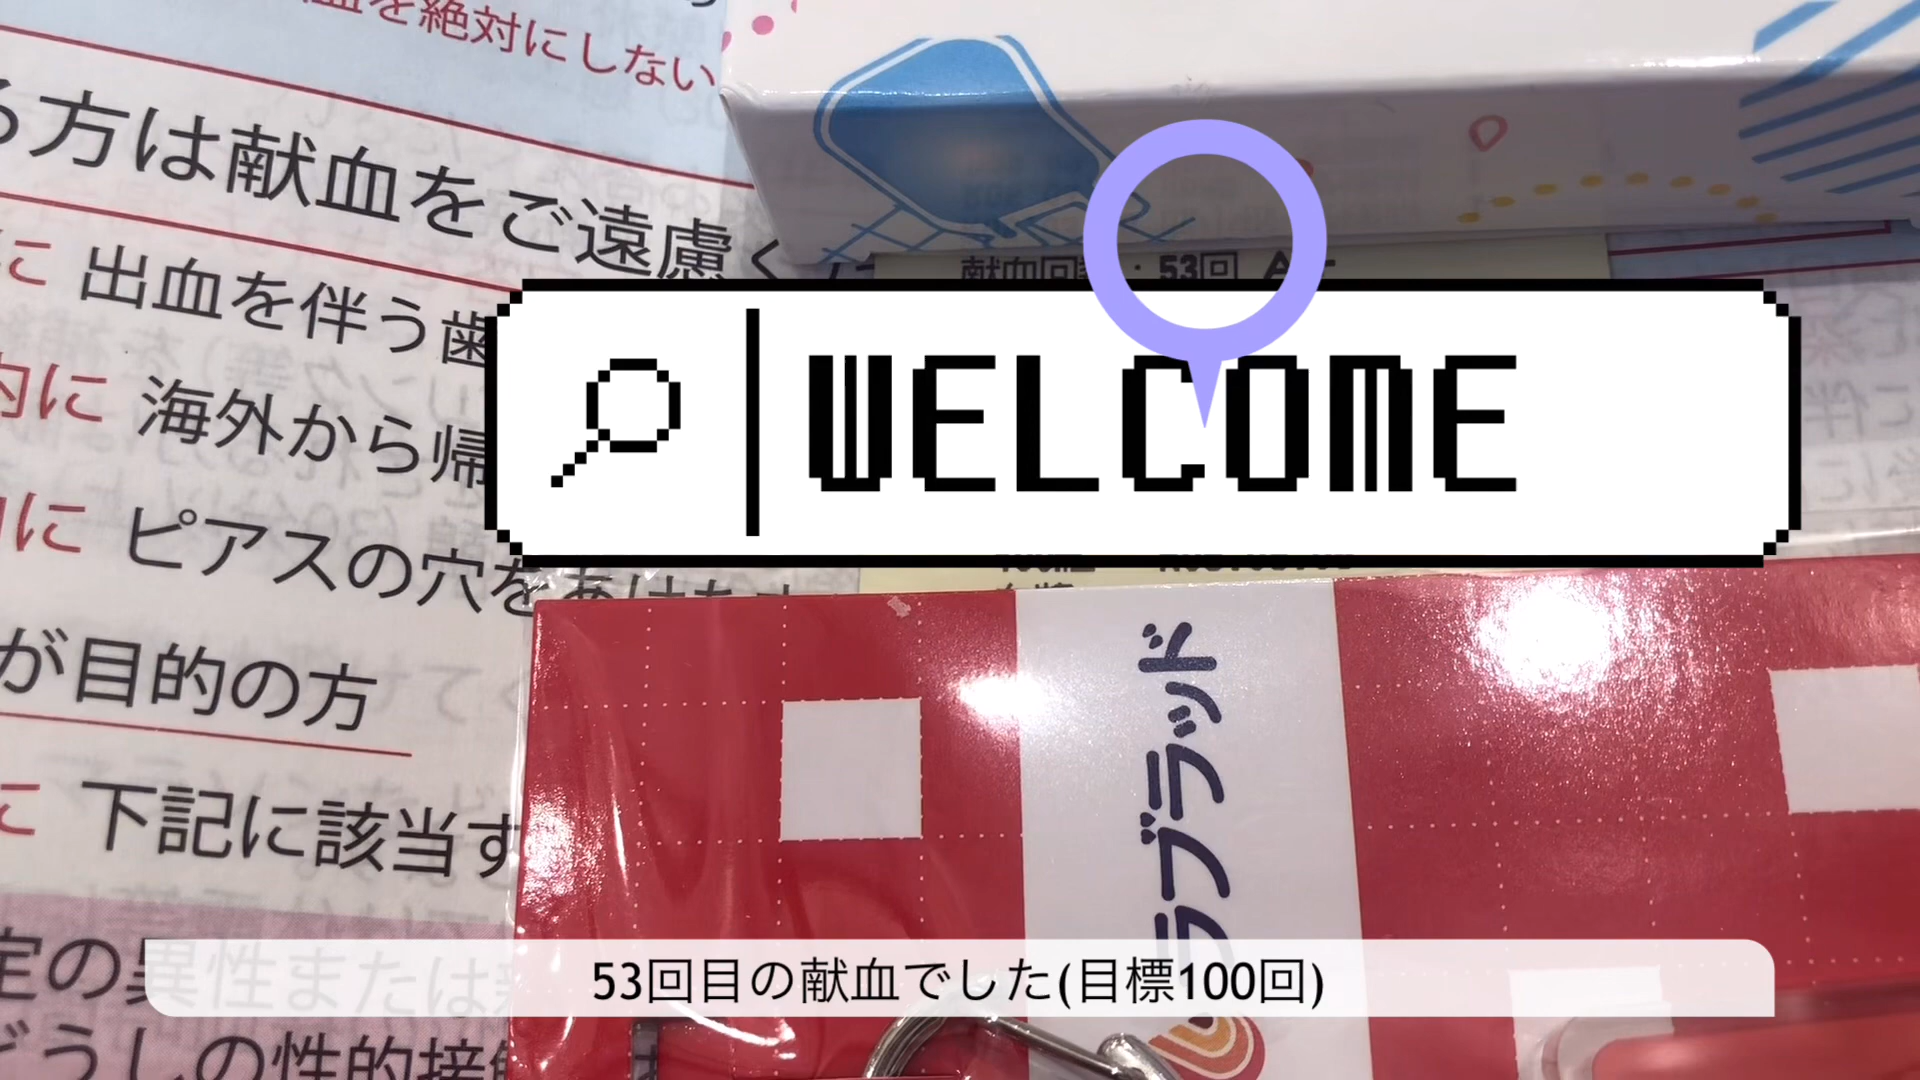 を絶対にしない
方は献血をご遠慮く
に 出血を伴う歯
献血回数:53回
WELCOME
内に 海外から帰
に ピアスの穴をあけた方
が目的の方
ラブラッド
に 下記に該当す
定の異性または
53回目の献血でした(目標100回)
どうしの性的接触